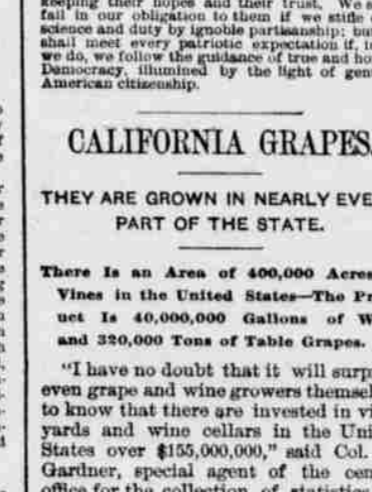 keeping their hopes and their trust. We s
fail in our obligation to them if we stifle c
science and duty by ignoble partisanship; but
shall meet every patriotic expectation if, i
we do, we follow the guidance of true and ho
Democracy, illumined by the light of gen
American citizenship.
CALIFORNIA GRAPES.
THEY ARE GROWN IN NEARLY EVE
PART OF THE STATE.
There Is an Area of 400,000 Acres
Vines in the United States—The Pr
uct Is 40,000,000 Gallons of W
and 320,000 Tons of Table Grapes.
"I have no doubt that it will surp
even grape and wine growers themsel
to know that there are invested in vi
yards and wine cellars in the Uni
States over $155,000,000," said Col.
Gardner, special agent of the cen
office for the collection of statistics